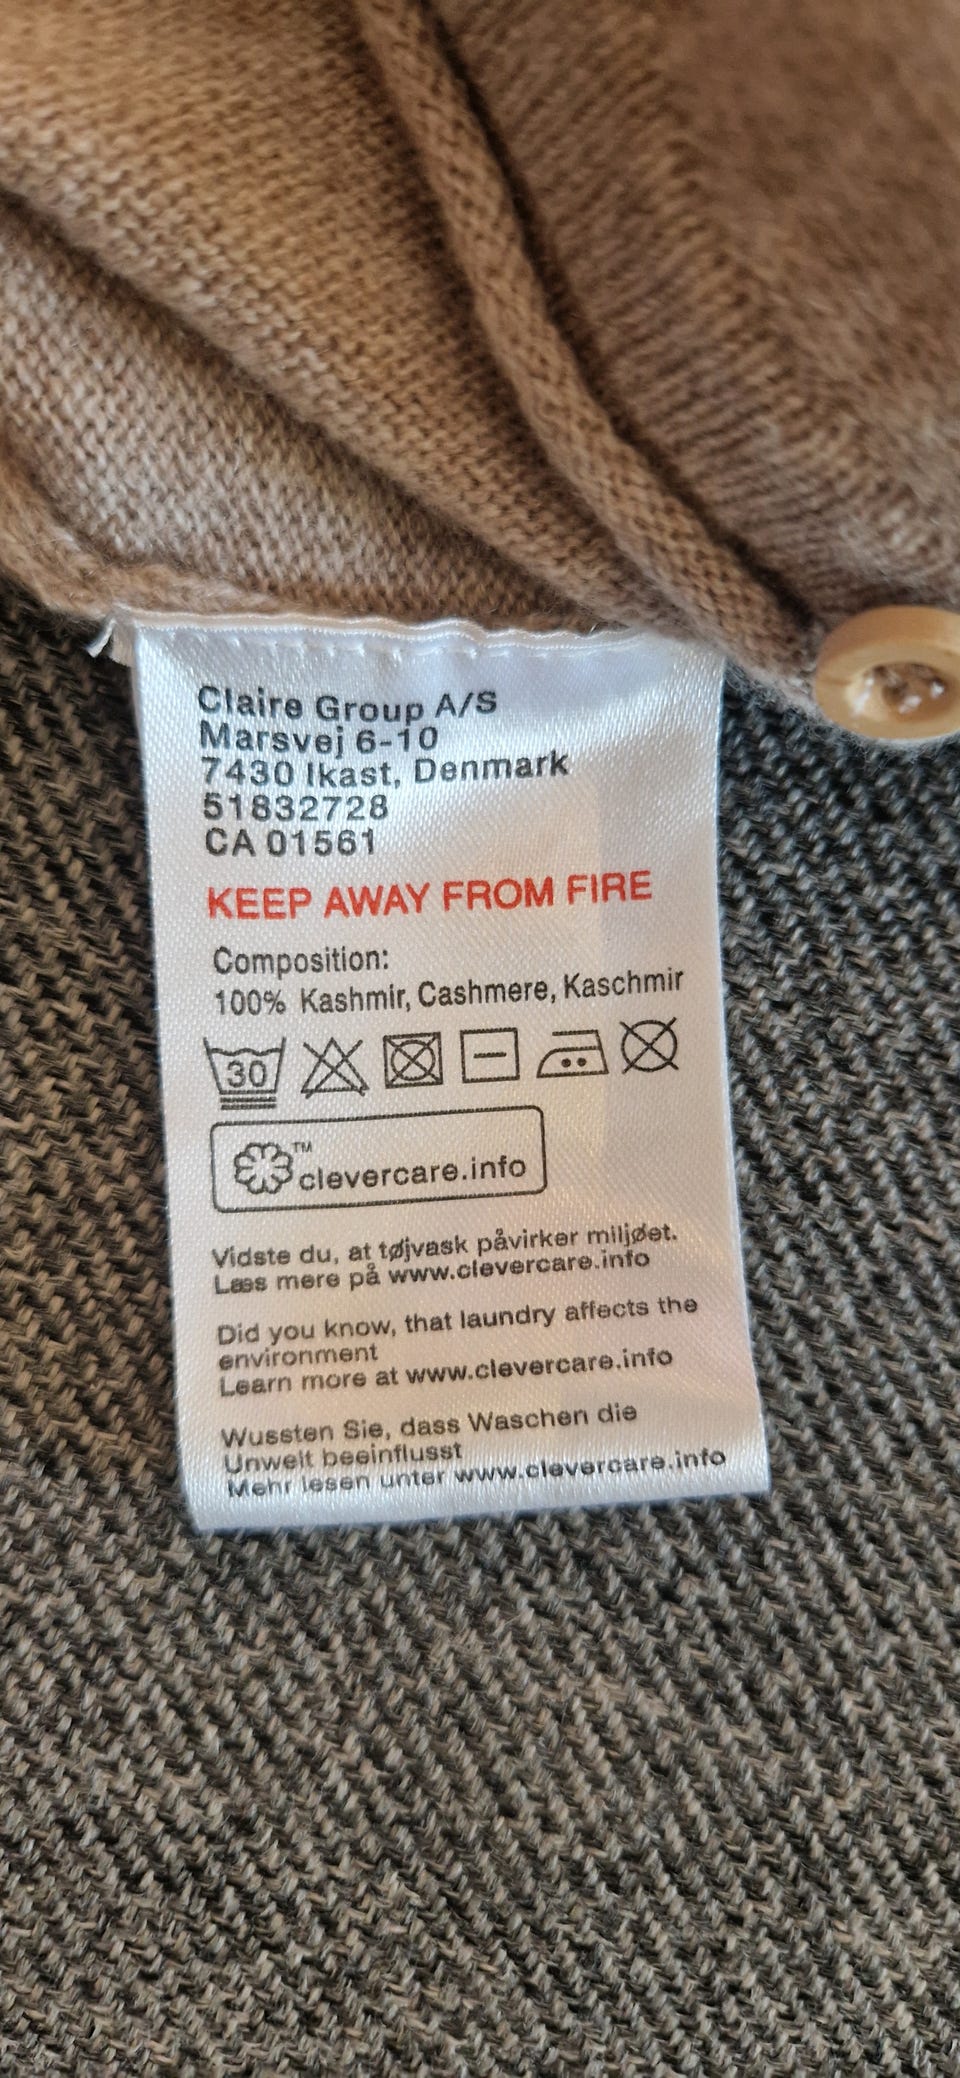 Claire Group A/S
Marsvej 6-10
7430 Ikast, Denmark
51832728
CA 01561
KEEP AWAY FROM FIRE
Composition:
100% Kashmir, Cashmere, Kaschmir
30
™
clevercare.info
Vidste du, at tøjvask påvirker miljøet.
Læs mere på www.clevercare.info
Did you know, that laundry affects the
environment
Learn more at www.clevercare.info
Wussten Sie, dass Waschen die
Unwelt beeinflusst
Mehr lesen unter www.clevercare.info